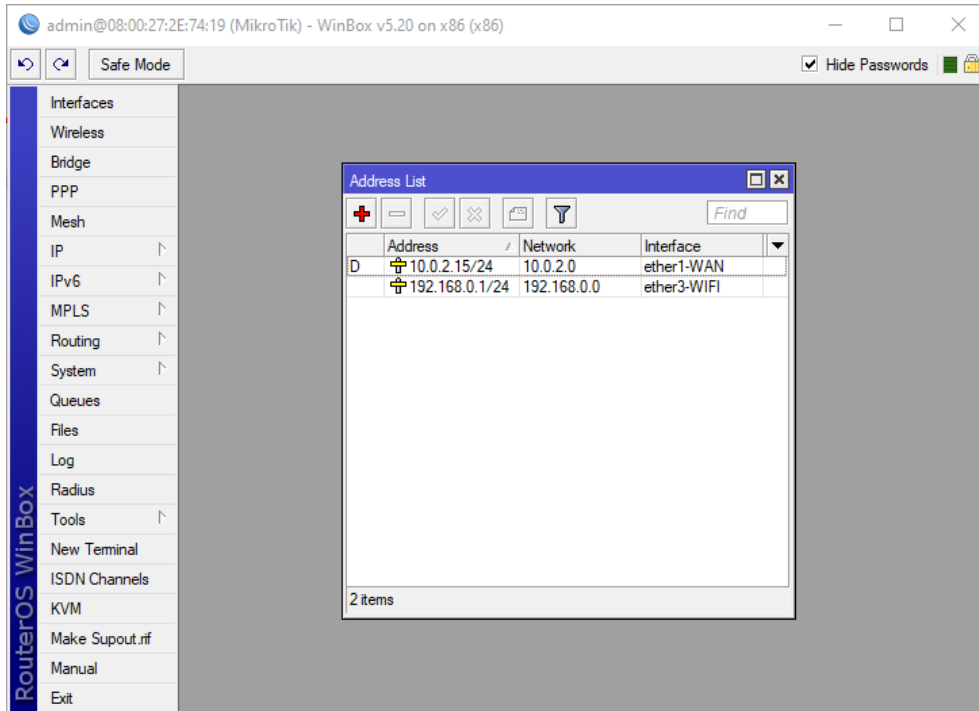 admin@08:00:27:2E:74:19 (MikroTik) - WinBox v5.20 on x86 (x86)
Safe Mode
Hide Passwords
Interfaces
Wireless
Bridge
PPP
Mesh
IP
IPv6
MPLS
Routing
System
Queues
Files
Log
Radius
Tools
New Terminal
ISDN Channels
KVM
Make Supout.rif
Manual
Exit
RouterOS WinBox
Address List
Find
Address Network Interface
D 10.0.2.15/24 10.0.2.0 ether1-WAN
192.168.0.1/24 192.168.0.0 ether3-WIFI
2 items